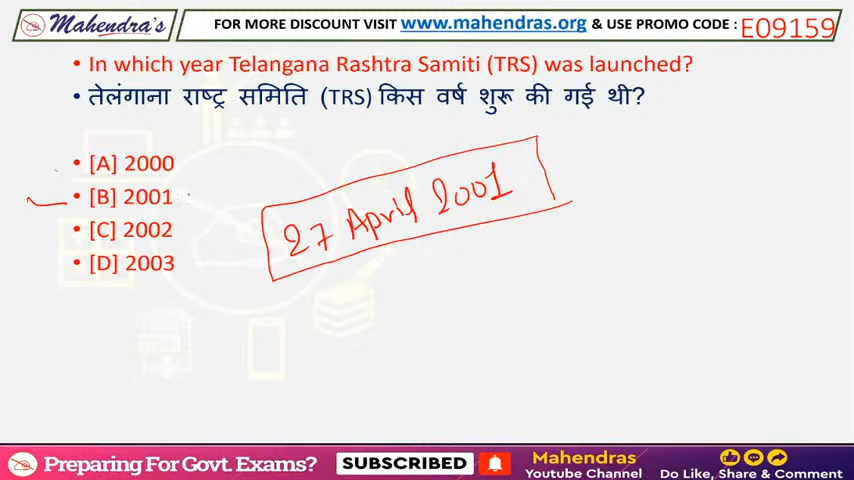 Mahendra's
FOR MORE DISCOUNT VISIT www.mahendras.org & USE PROMO CODE : E09159
• In which year Telangana Rashtra Samiti (TRS) was launched?
• तेलंगाना राष्ट्र समिति (TRS) किस वर्ष शुरू की गई थी?
• [A] 2000
• [B] 2001
• [C] 2002
• [D] 2003
27 April 2001
Preparing For Govt. Exams?
SUBSCRIBED
Mahendras
Youtube Channel
Do Like, Share & Comment